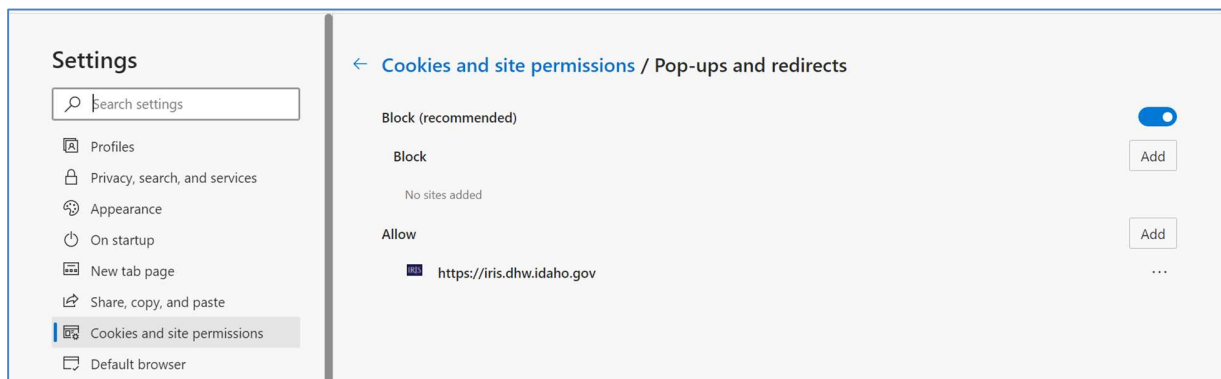 Settings
Search settings
Profiles
Privacy, search, and services
Appearance
On startup
New tab page
Share, copy, and paste
Cookies and site permissions
Default browser
Cookies and site permissions / Pop-ups and redirects
Block (recommended)
Block
Add
No sites added
Allow
Add
IRIS
https://iris.dhw.idaho.gov
...